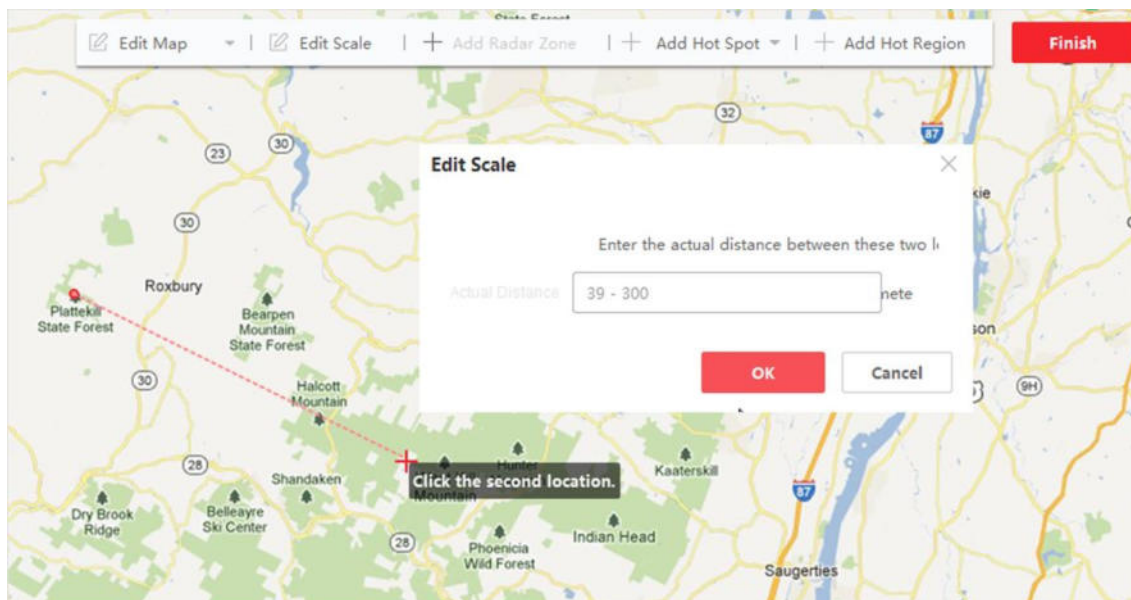 State Forest
Edit Map
Edit Scale
Add Radar Zone
Add Hot Spot
Add Hot Region
Finish
32
87
30
23
Edit Scale
kie
30
Enter the actual distance between these two l
Roxbury
Actual Distance
39 - 300
mete
Plattekill
State Forest
Bearpen
Mountain
State Forest
son
30
OK
Cancel
Halcott
Mountain
9H
28
Shandaken
Hunter
Kaaterskill
Click the second location.
Mountain
87
Dry Brook
Ridge
Belleayre
Ski Center
28
Phoenicia
Wild Forest
Indian Head
Saugerties